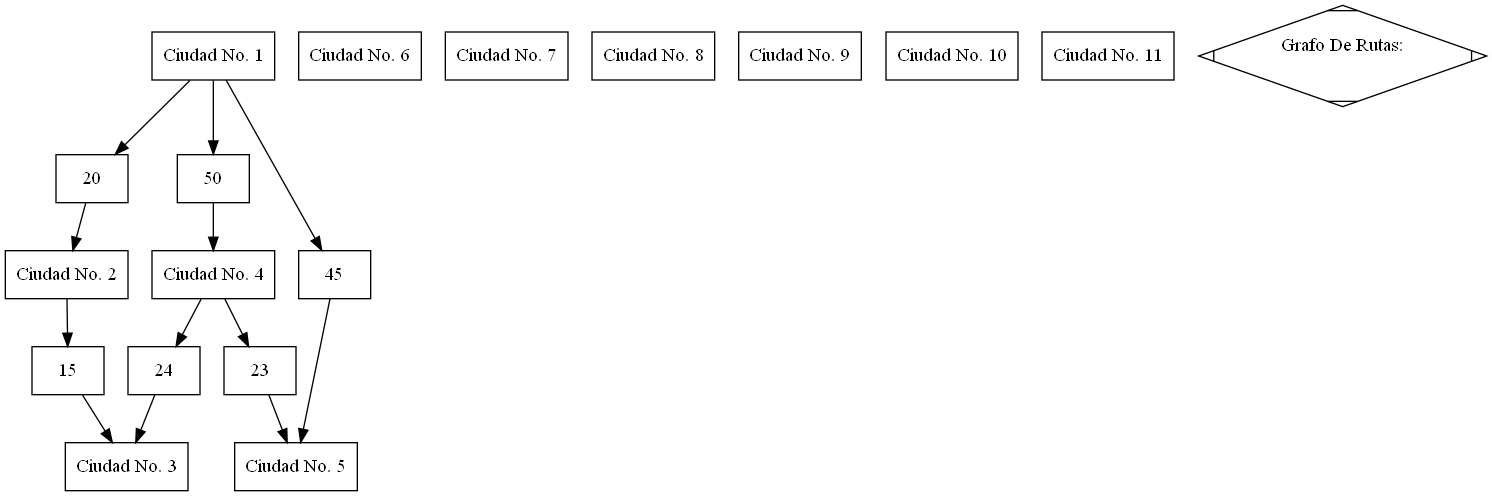 Ciudad No. 1
Ciudad No. 6
Ciudad No. 7
Ciudad No. 8
Ciudad No. 9
Ciudad No. 10
Ciudad No. 11
Grafo De Rutas:
20
50
Ciudad No. 2
Ciudad No. 4
45
15
24
23
Ciudad No. 3
Ciudad No. 5